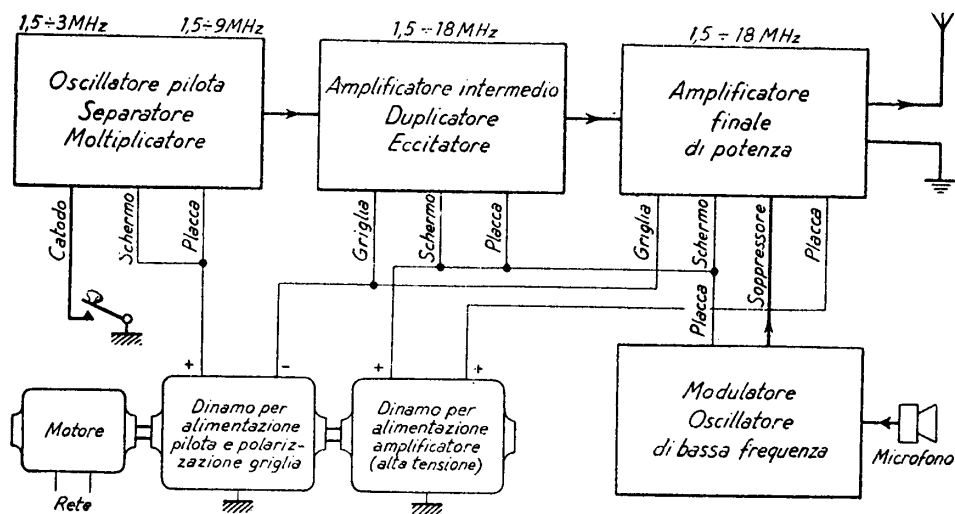 1,5÷3MHz
1,5÷9MHz
1,5÷18MHz
1,5÷18MHz
Oscillatore pilota
Separatore
Moltiplicatore
Amplificatore intermedio
Duplicatore
Eccitatore
Amplificatore
finale
di potenza
Catodo
Schermo
Placca
Griglia
Schermo
Placca
Griglia
Schermo
Soppressore
Placca
Placca
+
-
+
+
Motore
Rete
Dinamo per
alimentazione
pilota e polariz-
zazione griglia
Dinamo per
alimentazione
amplificatore
(alta tensione)
Modulatore
Oscillatore
di bassa frequenza
Microfono